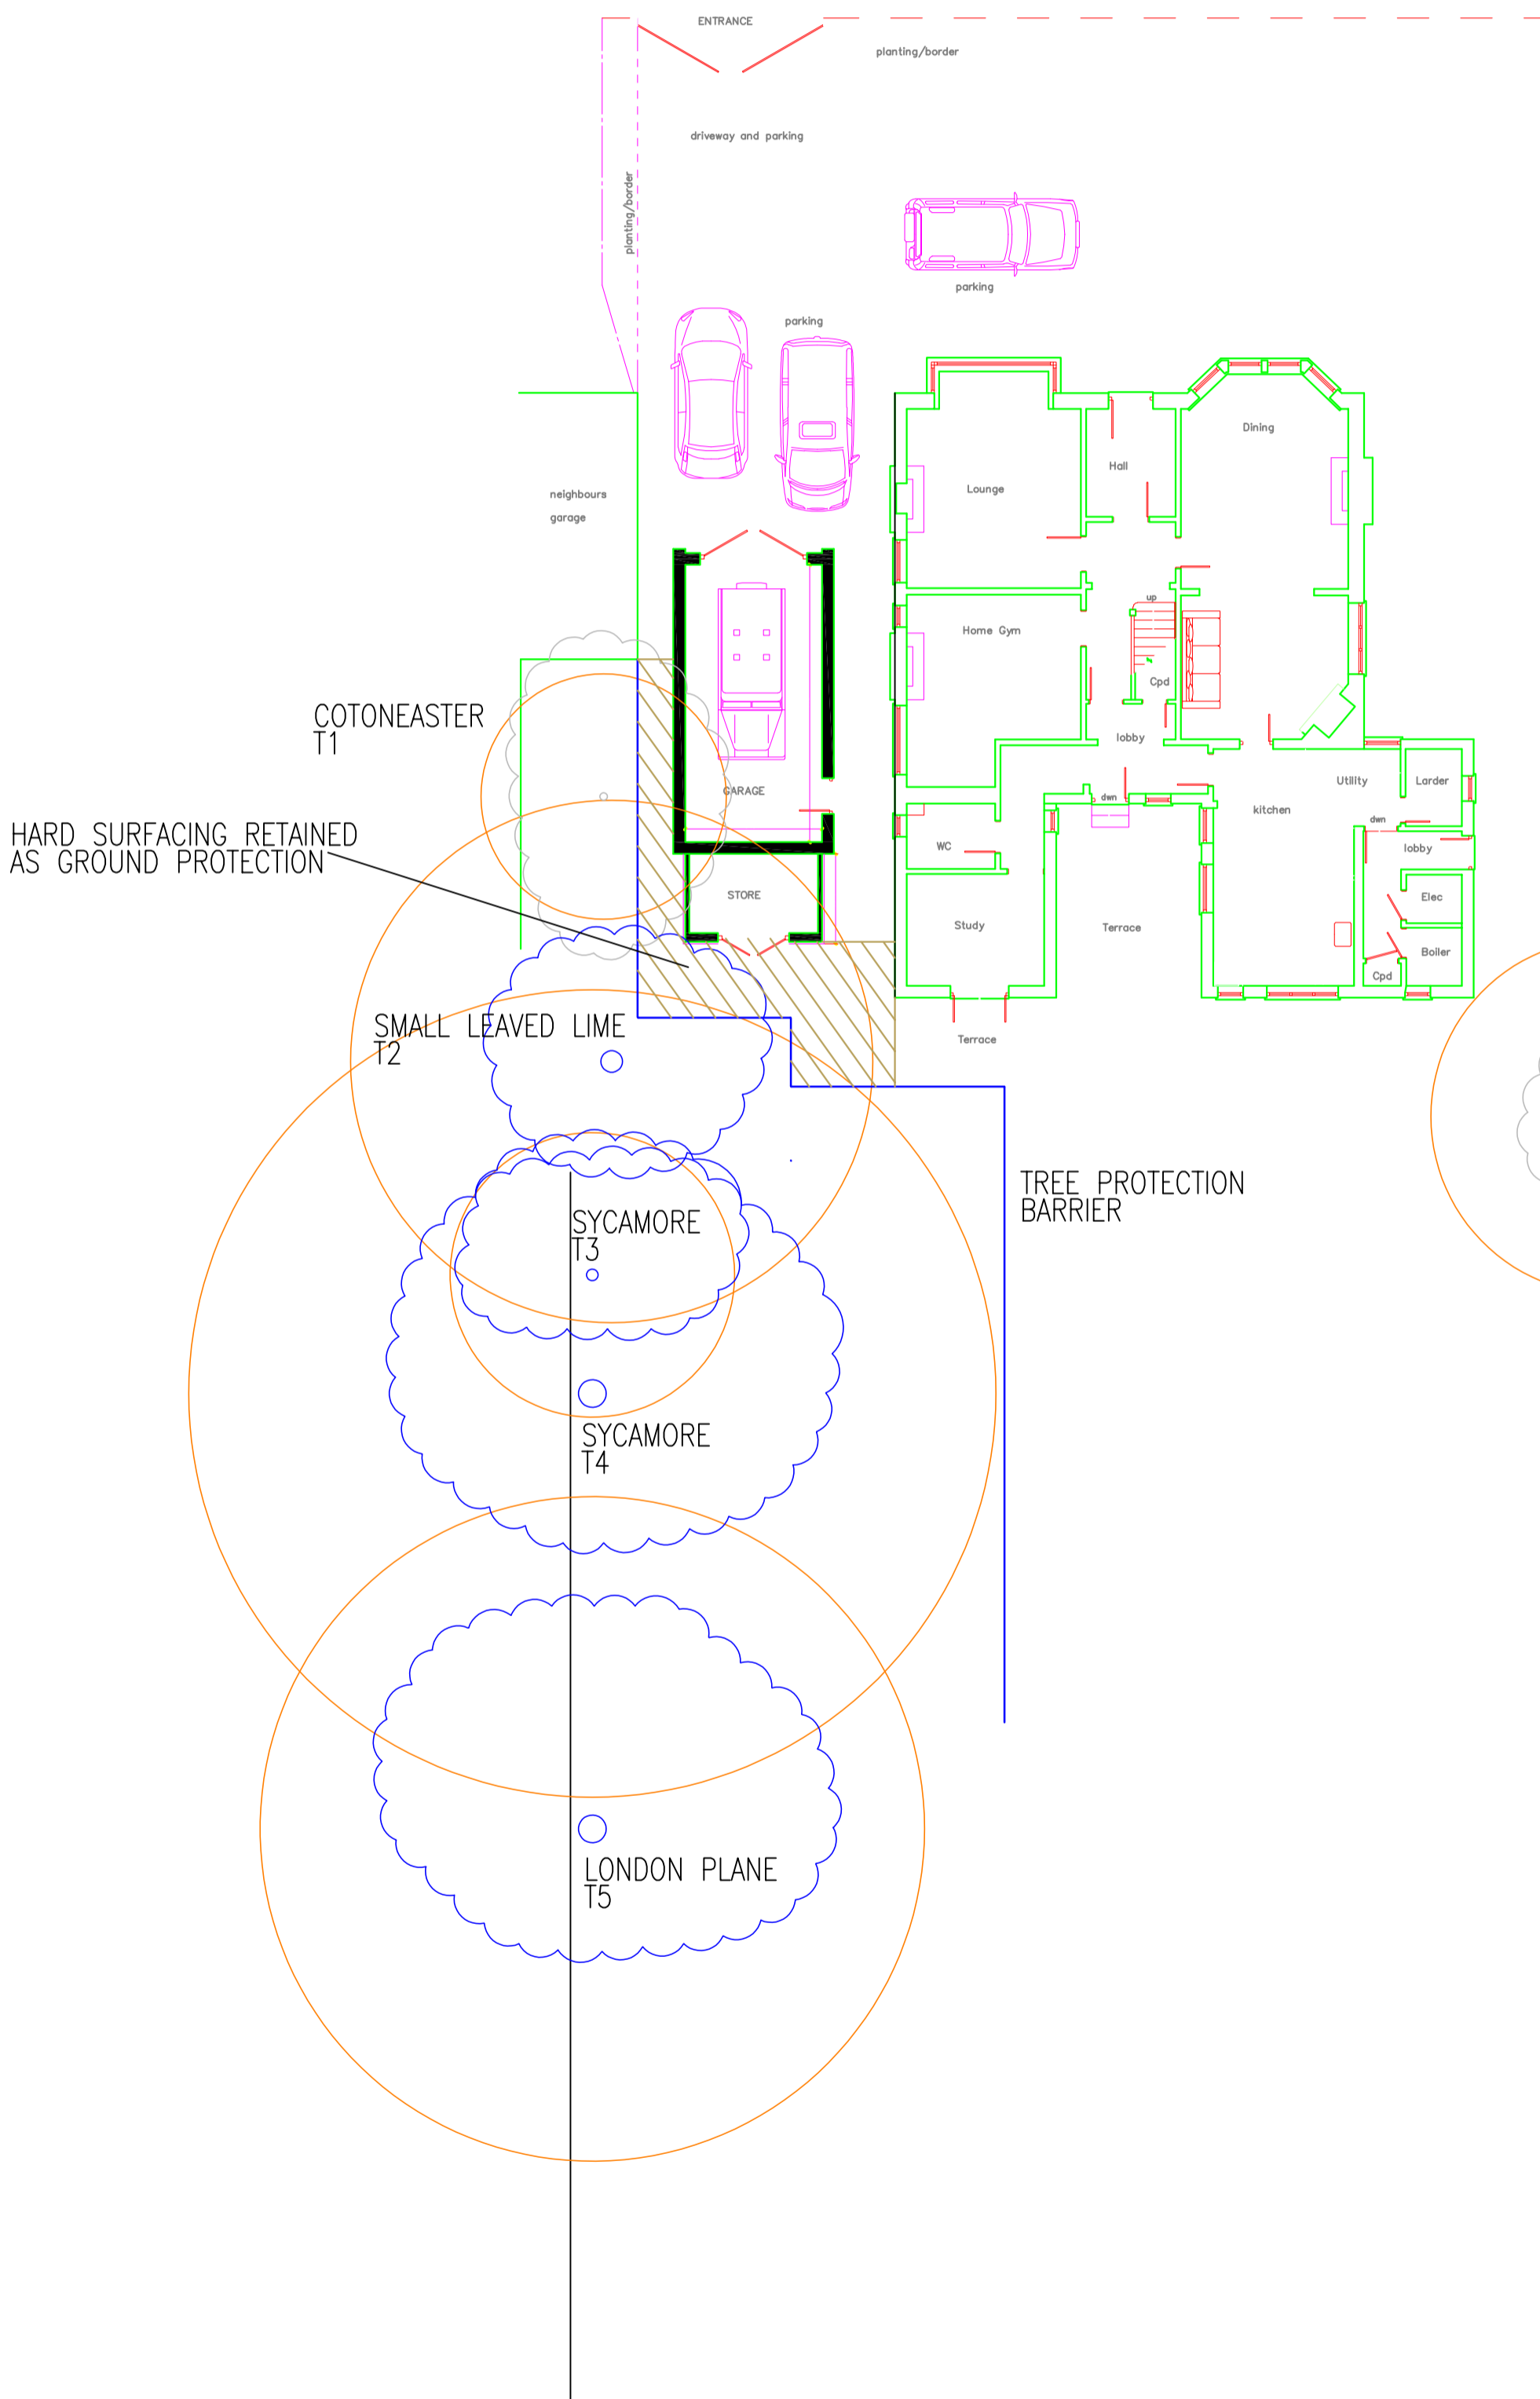 ENTRANCE
planting/border
driveway and parking
planting/border
parking
parking
Dining
Hall
Lounge
neighbours
garage
up
Home Gym
Cpd
COTONEASTER
T1
lobby
Utility
Larder
GARAGE
dwn
kitchen
dwn
HARD SURFACING RETAINED
AS GROUND PROTECTION
WC
lobby
STORE
Elec
Study
Terrace
Boiler
Cpd
SMALL LEAVED LIME
T2
Terrace
TREE PROTECTION
BARRIER
SYCAMORE
T3
SYCAMORE
T4
LONDON PLANE
T5